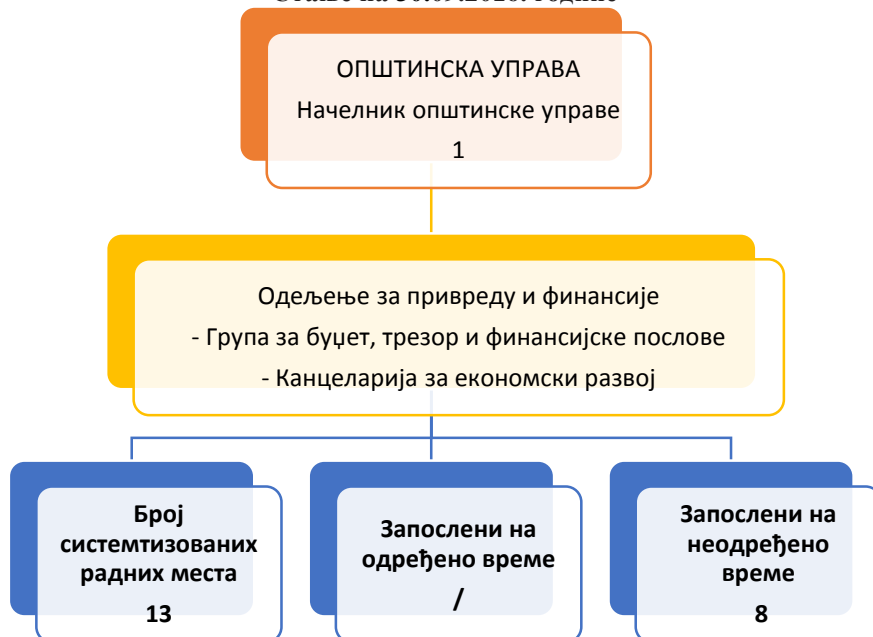 ОПШТИНСКА УПРАВА
Начелник општинске управе
1
Одељење за привреду и финансије
- Група за буџет, трезор и финансијске послове
- Канцеларија за економски развој
Број
системтизованих
радних места
13
Запослени на
одређено време
/
Запослени на
неодређено
време
8